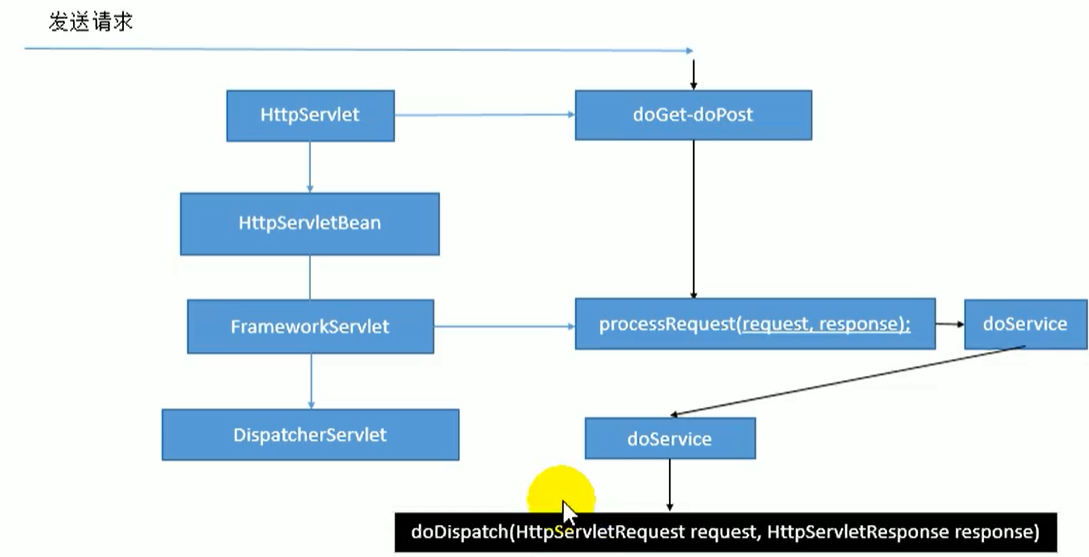 发送请求
HttpServlet
doGet-doPost
HttpServletBean
FrameworkServlet
processRequest(request, response);
doService
DispatcherServlet
doService
doDispatch(HttpServletRequest request, HttpServletResponse response)